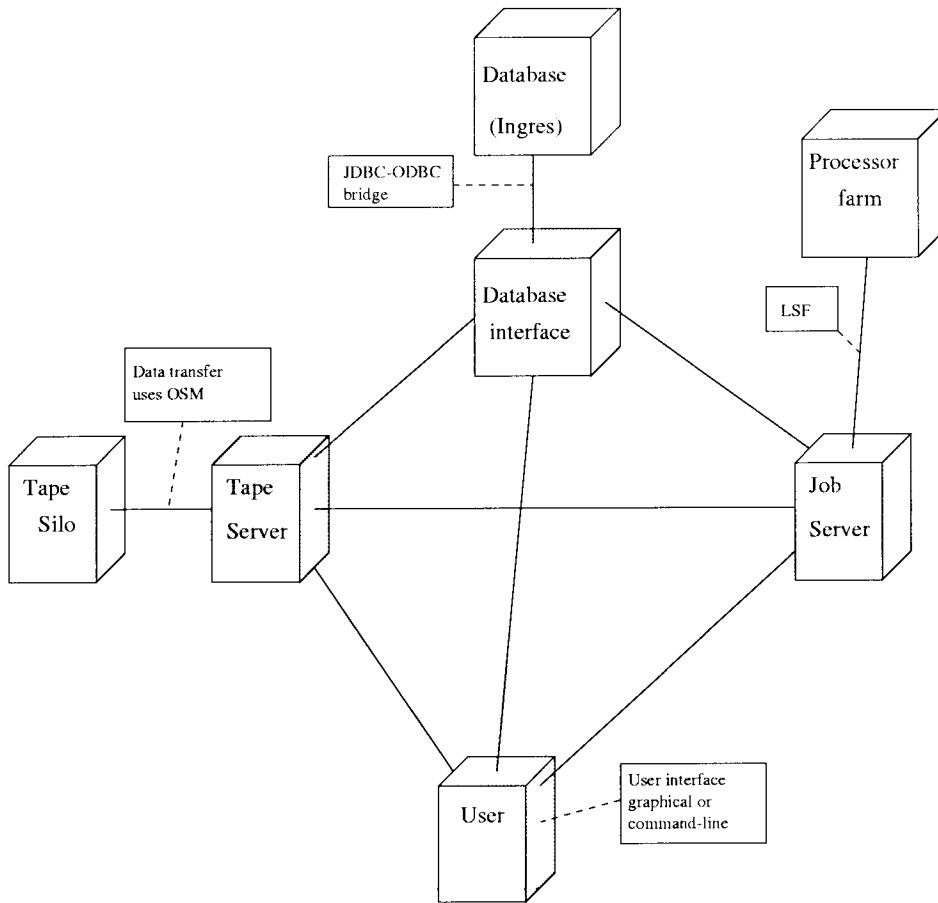 Database
(Ingres)
JDBC-ODBC
bridge
Processor
farm
Database
interface
LSF
Data transfer
uses OSM
Tape
Silo
Tape
Server
Job
Server
User
User interface
graphical or
command-line